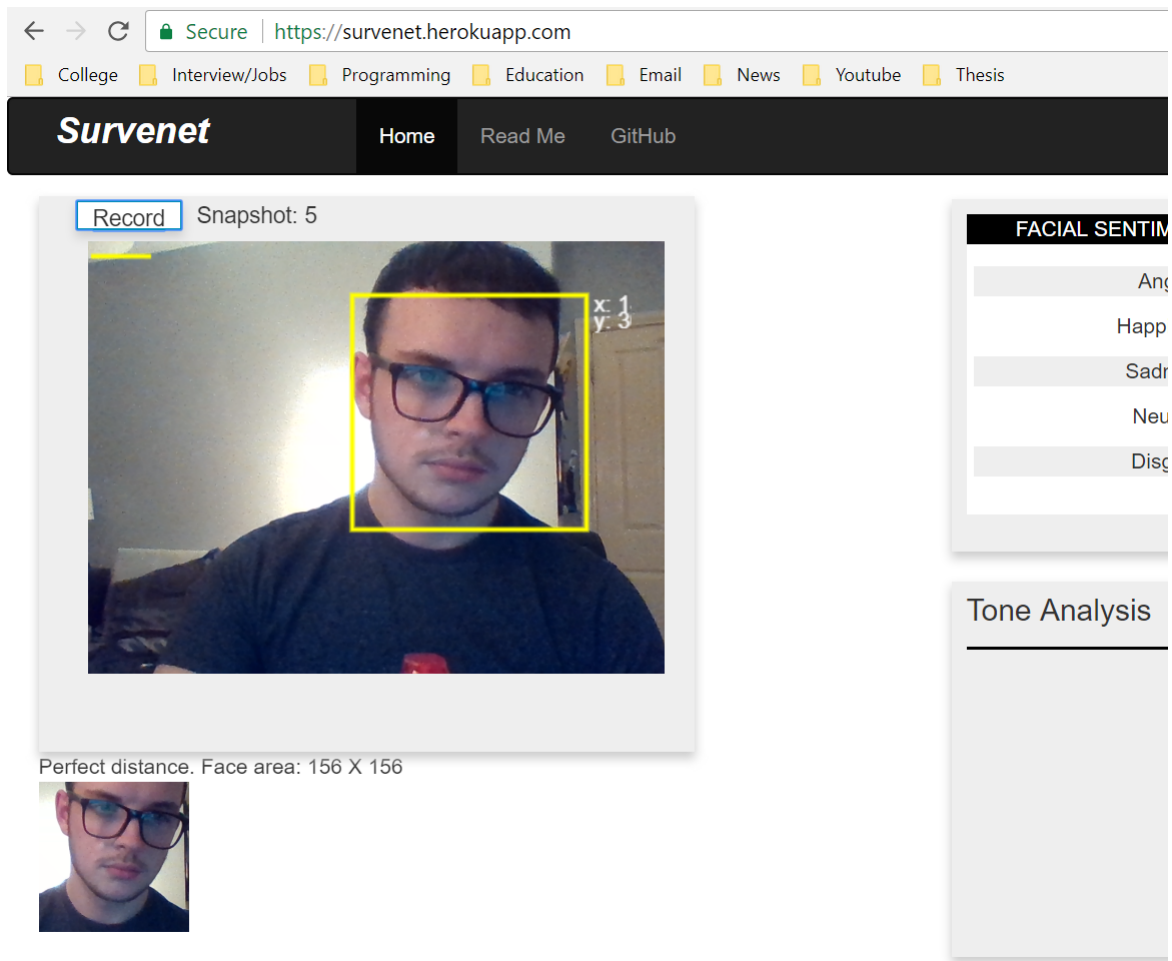 Secure https://survenet.herokuapp.com
College Interview/Jobs Programming Education Email News Youtube Thesis
Survenet Home Read Me GitHub
Record Snapshot: 5
x: 1
y: 3
Perfect distance. Face area: 156 X 156
FACIAL SENTIM
Ang
Happ
Sadr
Neu
Disg
Tone Analysis